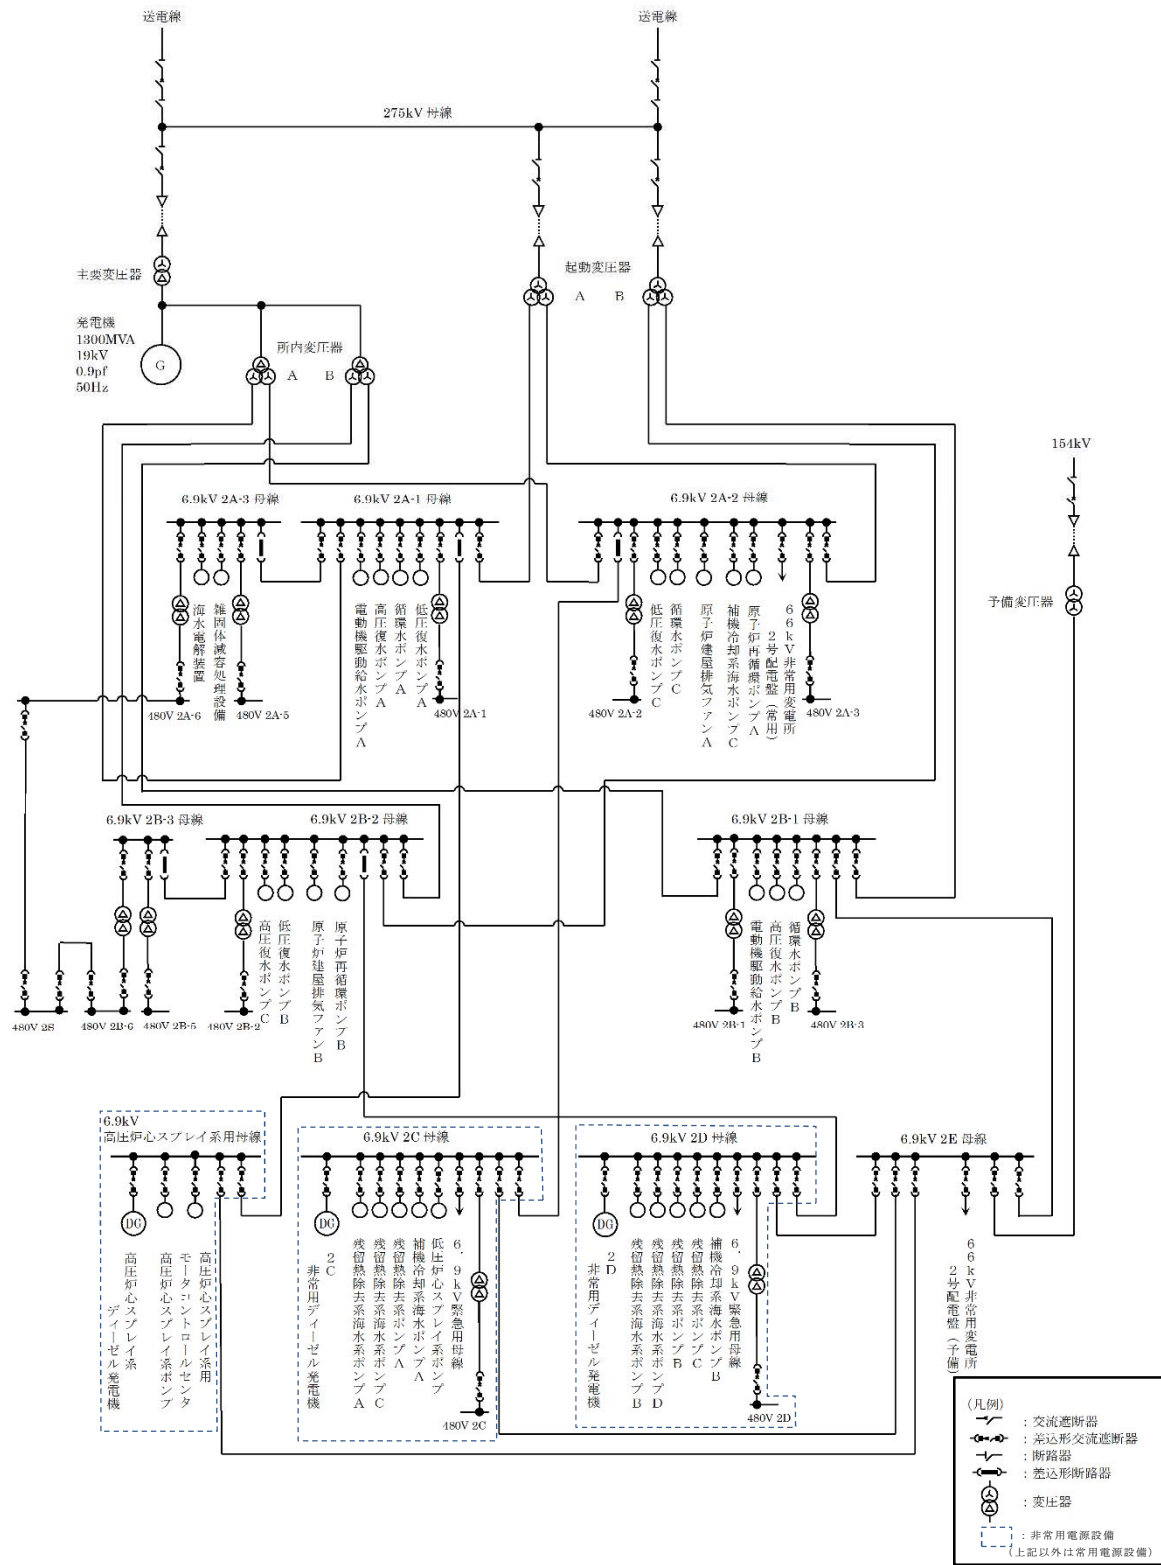 送電線
送電線
275kV 母線
主要変圧器
起動変圧器
A
B
発電機
1300MVA
19kV
0.9pf
50Hz
G
所内変圧器
A
B
154kV
予備変圧器
6.9kV 2A-3 母線
6.9kV 2A-1 母線
6.9kV 2A-2 母線
海水電解装置
雑固体減容処理設備
電動機駆動給水ポンプA
高圧復水ポンプA
循環水ポンプA
低圧復水ポンプA
低圧復水ポンプC
循環水ポンプC
原子炉建屋排気ファンA
補機冷却系海水ポンプC
原子炉再循環ポンプA
66kV非常用変電所
2号配電盤(常用)
480V 2A-6
480V 2A-5
480V 2A-1
480V 2A-2
480V 2A-3
6.9kV 2B-3 母線
6.9kV 2B-2 母線
6.9kV 2B-1 母線
高圧復水ポンプC
低圧復水ポンプB
原子炉建屋排気ファンB
原子炉再循環ポンプB
電動機駆動給水ポンプB
高圧復水ポンプB
循環水ポンプB
480V 2S
480V 2B-6
480V 2B-5
480V 2B-2
480V 2B-1
480V 2B-3
6.9kV
高圧炉心スプレイ系用母線
6.9kV 2C 母線
6.9kV 2D 母線
6.9kV 2E 母線
DG
DG
DG
高圧炉心スプレイ系
ディーゼル発電機
高圧炉心スプレイ系ポンプ
高圧炉心スプレイ系用
モータコントロールセンタ
2C
非常用ディーゼル発電機
残留熱除去系海水系ポンプA
残留熱除去系海水系ポンプC
残留熱除去系ポンプA
補機冷却系海水ポンプA
低圧炉心スプレイ系ポンプ
6.9kV緊急用母線
480V 2C
2D
非常用ディーゼル発電機
残留熱除去系海水系ポンプB
残留熱除去系海水系ポンプD
残留熱除去系ポンプB
残留熱除去系ポンプC
補機冷却系海水ポンプB
6.9kV緊急用母線
480V 2D
66kV非常用変電所
2号配電盤(予備)
(凡例)
:交流遮断器
:差込形交流遮断器
:断路器
:差込形断路器
:変圧器
:非常用電源設備
(上記以外は常用電源設備)